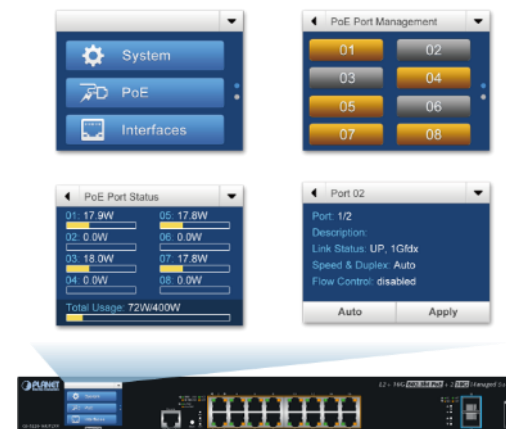 System
PoE
Interfaces
PoE Port Management
01 02
03 04
05 06
07 08
PoE Port Status
01: 17.9W 05: 17.8W
02: 0.0W 06: 0.0W
03: 18.0W 07: 17.8W
04: 0.0W 08: 0.0W
Total Usage: 72W/400W
Port 02
Port: 1/2
Description:
Link Status: UP, 1Gfdx
Speed & Duplex: Auto
Flow Control: disabled
Auto Apply
PLANET
System
PoE
Interfaces